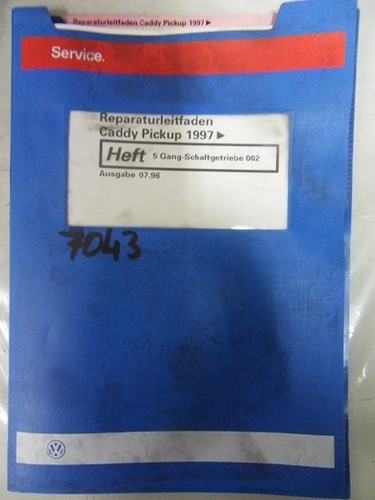 Reparaturleitfaden Caddy Pickup 1997 ►
Service.
Reparaturleitfaden
Caddy Pickup 1997 ►
Heft 5 Gang-Schaltgetriebe 002
Ausgabe 07.96
7043